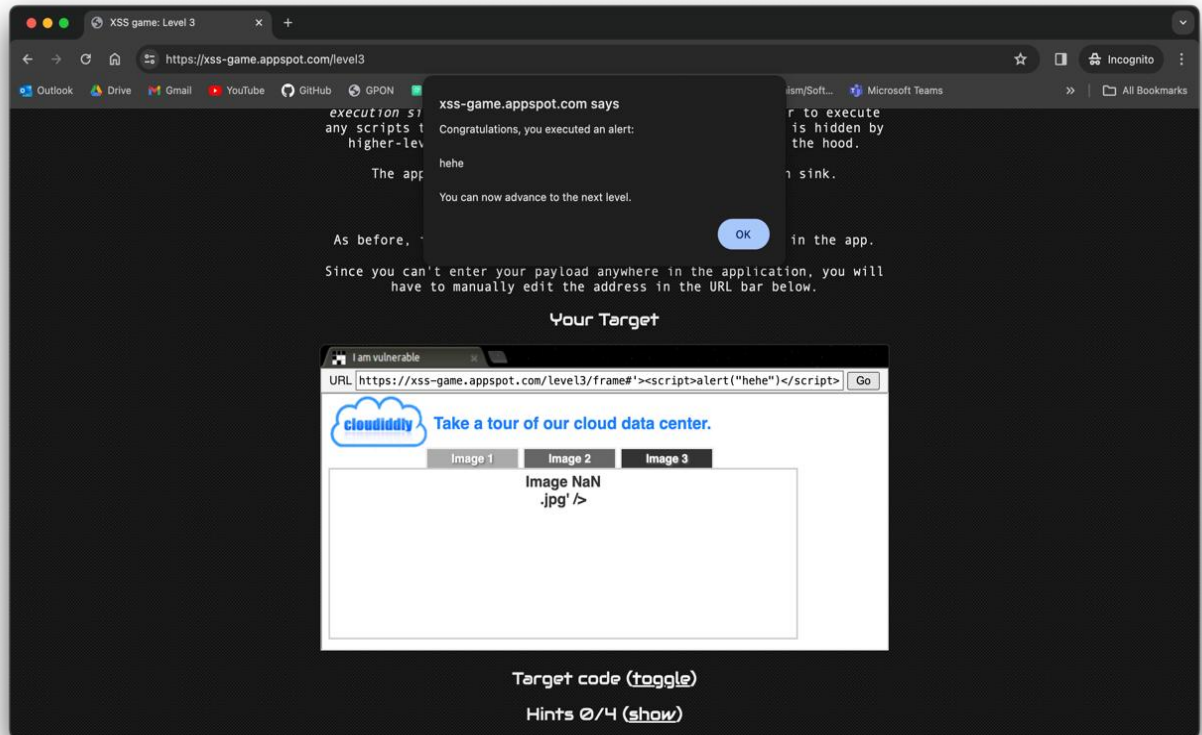 XSS game: Level 3
https://xss-game.appspot.com/level3
Incognito
Outlook Drive Gmail YouTube GitHub GPON ism/Soft... Microsoft Teams » All Bookmarks
xss-game.appspot.com says
Congratulations, you executed an alert:
hehe
You can now advance to the next level.
OK
execution si r to execute
any scripts t is hidden by
higher-lev the hood.
The app n sink.
As before, in the app.
Since you can't enter your payload anywhere in the application, you will
have to manually edit the address in the URL bar below.
Your Target
I am vulnerable
URL https://xss-game.appspot.com/level3/frame#'><script>alert("hehe")</script> Go
cloudiddly Take a tour of our cloud data center.
Image 1 Image 2 Image 3
Image NaN
.jpg' />
Target code (toggle)
Hints 0/4 (show)